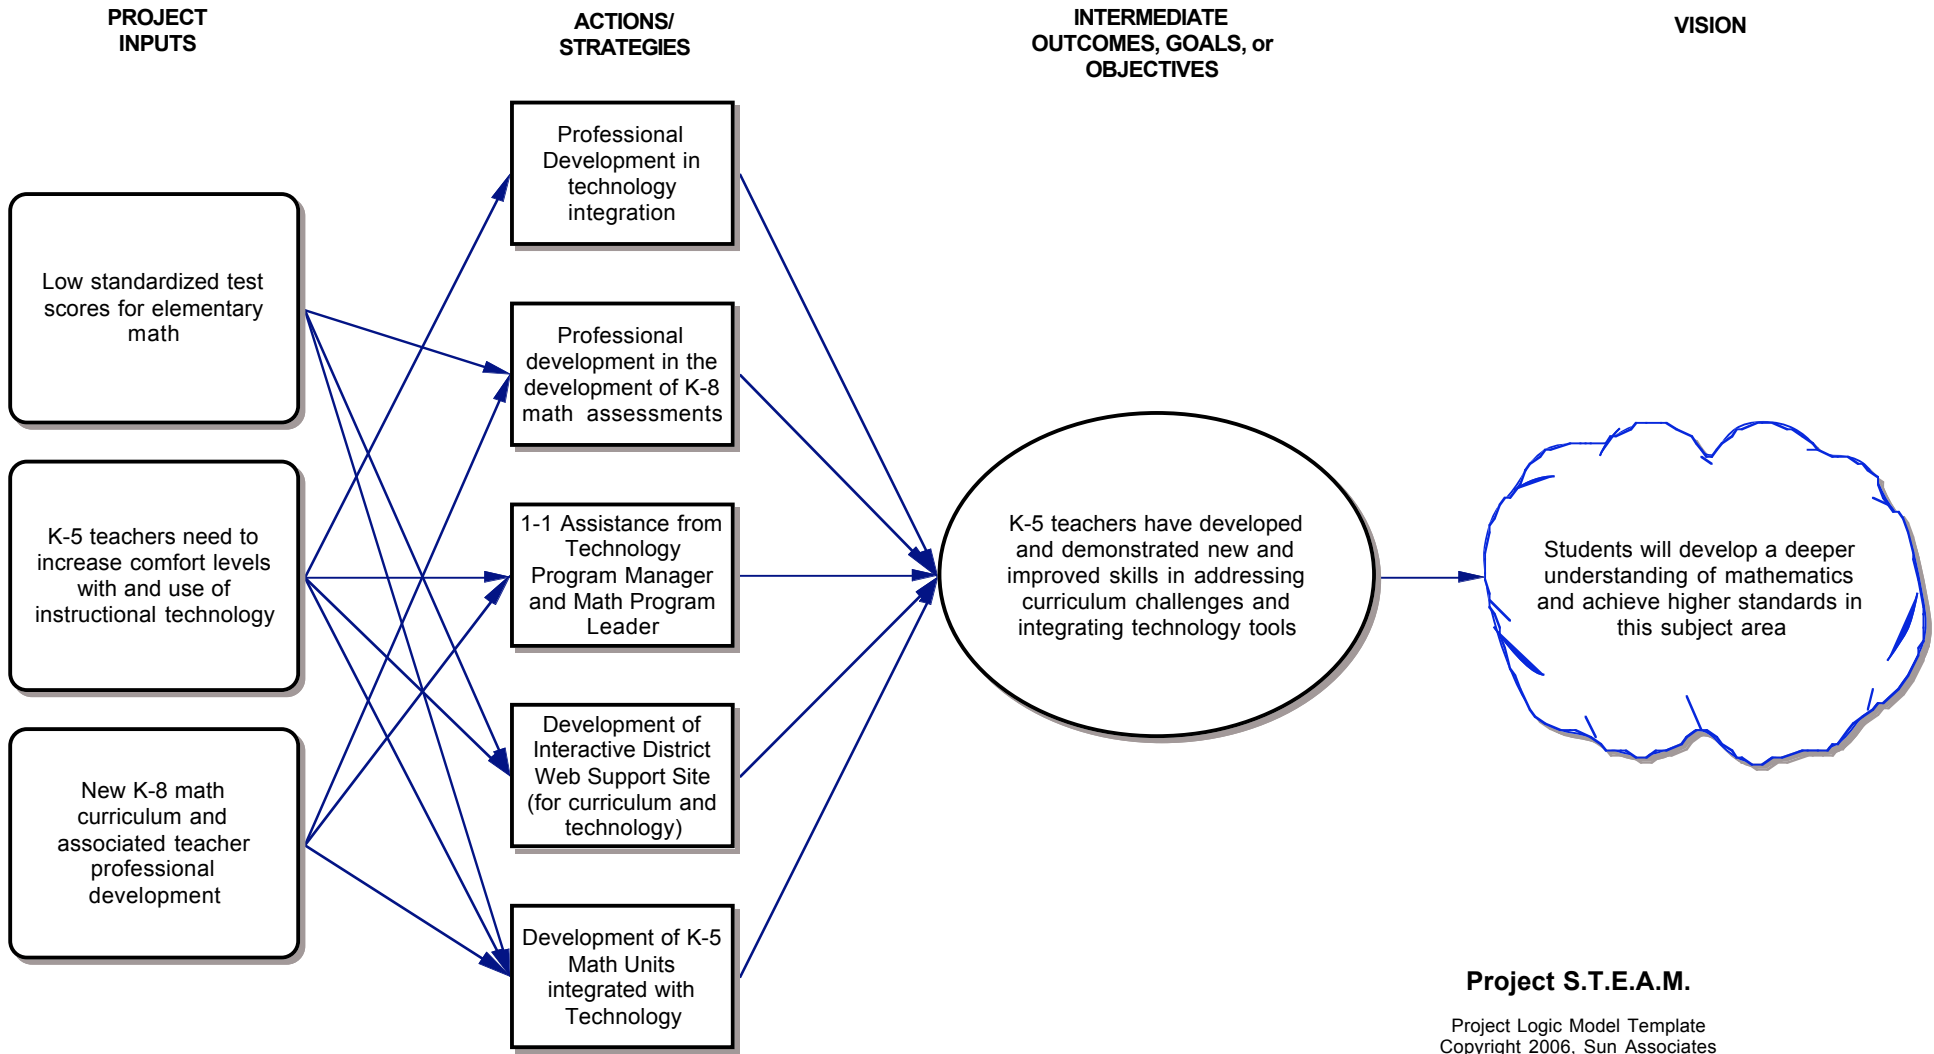 PROJECT
INPUTS
ACTIONS/
STRATEGIES
INTERMEDIATE
OUTCOMES, GOALS, or
OBJECTIVES
VISION
Low standardized test
scores for elementary
math
K-5 teachers need to
increase comfort levels
with and use of
instructional technology
New K-8 math
curriculum and
associated teacher
professional
development
Professional
Development in
technology
integration
Professional
development in the
development of K-8
math assessments
1-1 Assistance from
Technology
Program Manager
and Math Program
Leader
Development of
Interactive District
Web Support Site
(for curriculum and
technology)
Development of K-5
Math Units
integrated with
Technology
K-5 teachers have developed
and demonstrated new and
improved skills in addressing
curriculum challenges and
integrating technology tools
Students will develop a deeper
understanding of mathematics
and achieve higher standards in
this subject area
Project S.T.E.A.M.
Project Logic Model Template
Copyright 2006, Sun Associates